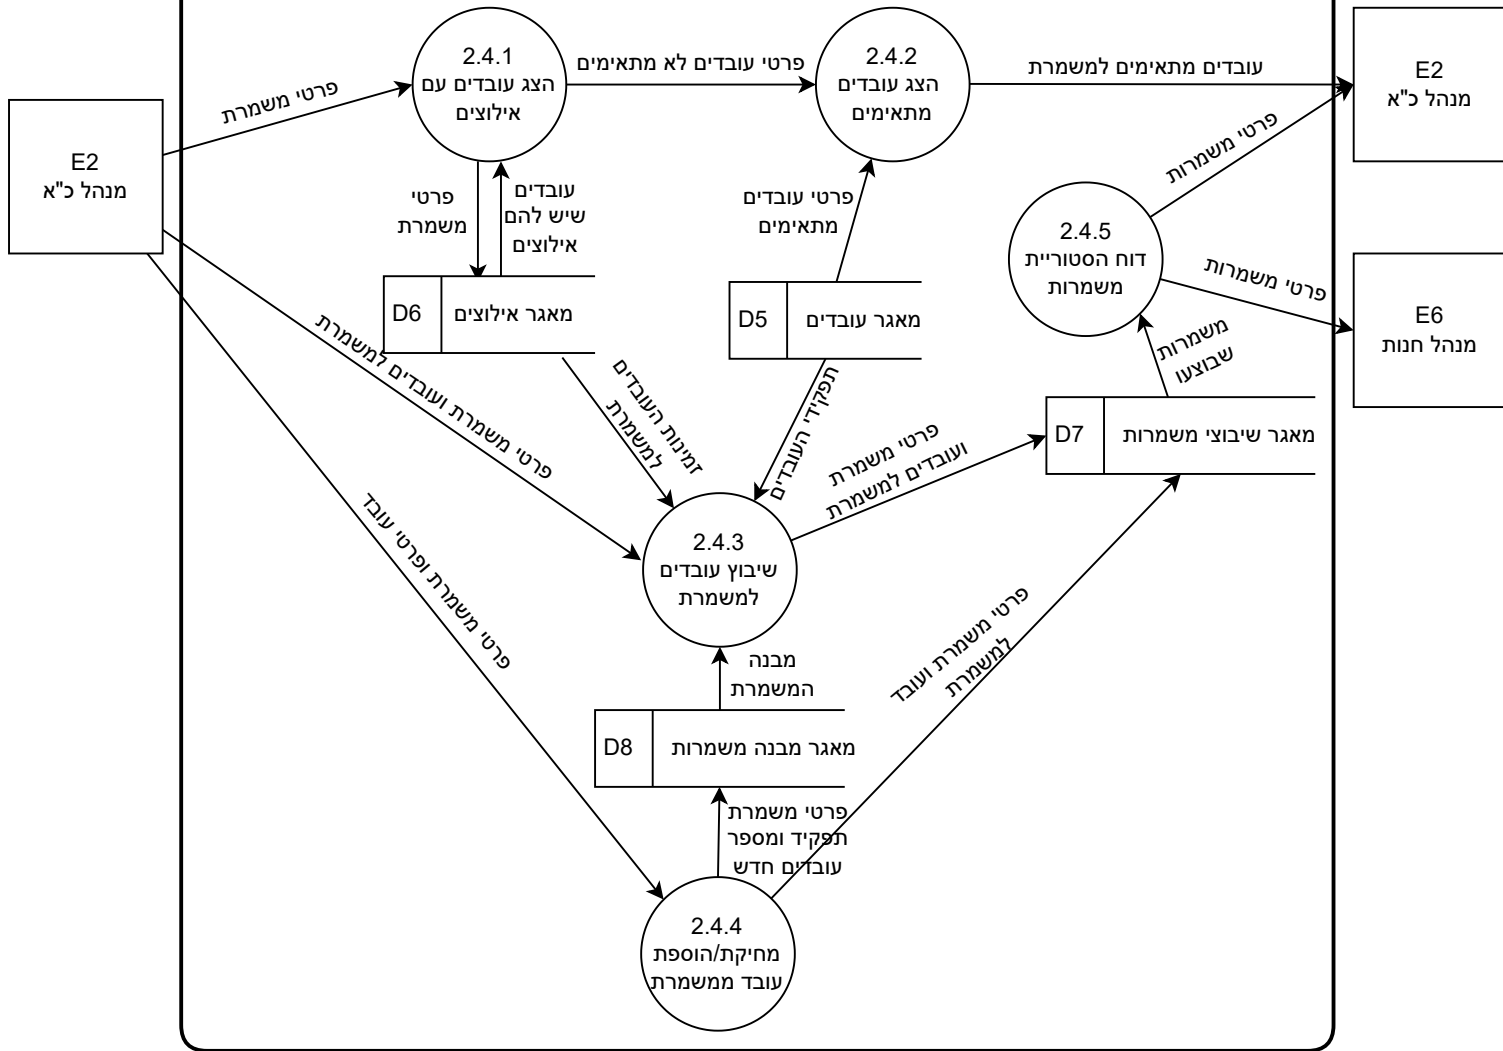 2.4.1
הצג עובדים עם
אילוצים
פרטי עובדים לא מתאימים
2.4.2
הצג עובדים
מתאימים
עובדים מתאימים למשמרת
E2
מנהל כ"א
E2
מנהל כ"א
פרטי משמרת
פרטי משמרות
פרטי
משמרת
עובדים
שיש להם
אילוצים
פרטי עובדים
מתאימים
2.4.5
דוח הסטוריית
משמרות
פרטי משמרות
E6
מנהל חנות
D6
מאגר אילוצים
D5
מאגר עובדים
משמרות
שבוצעו
פרטי משמרת ועובדים למשמרת
זמינות העובדים
למשמרת
תפקידי העובדים
פרטי משמרת
ועובדים למשמרת
D7
מאגר שיבוצי משמרות
2.4.3
שיבוץ עובדים
למשמרת
פרטי משמרת ופרטי עובד
פרטי משמרת ועובד
למשמרת
מבנה
המשמרת
D8
מאגר מבנה משמרות
פרטי משמרת
תפקיד ומספר
עובדים חדש
2.4.4
מחיקת/הוספת
עובד ממשמרת